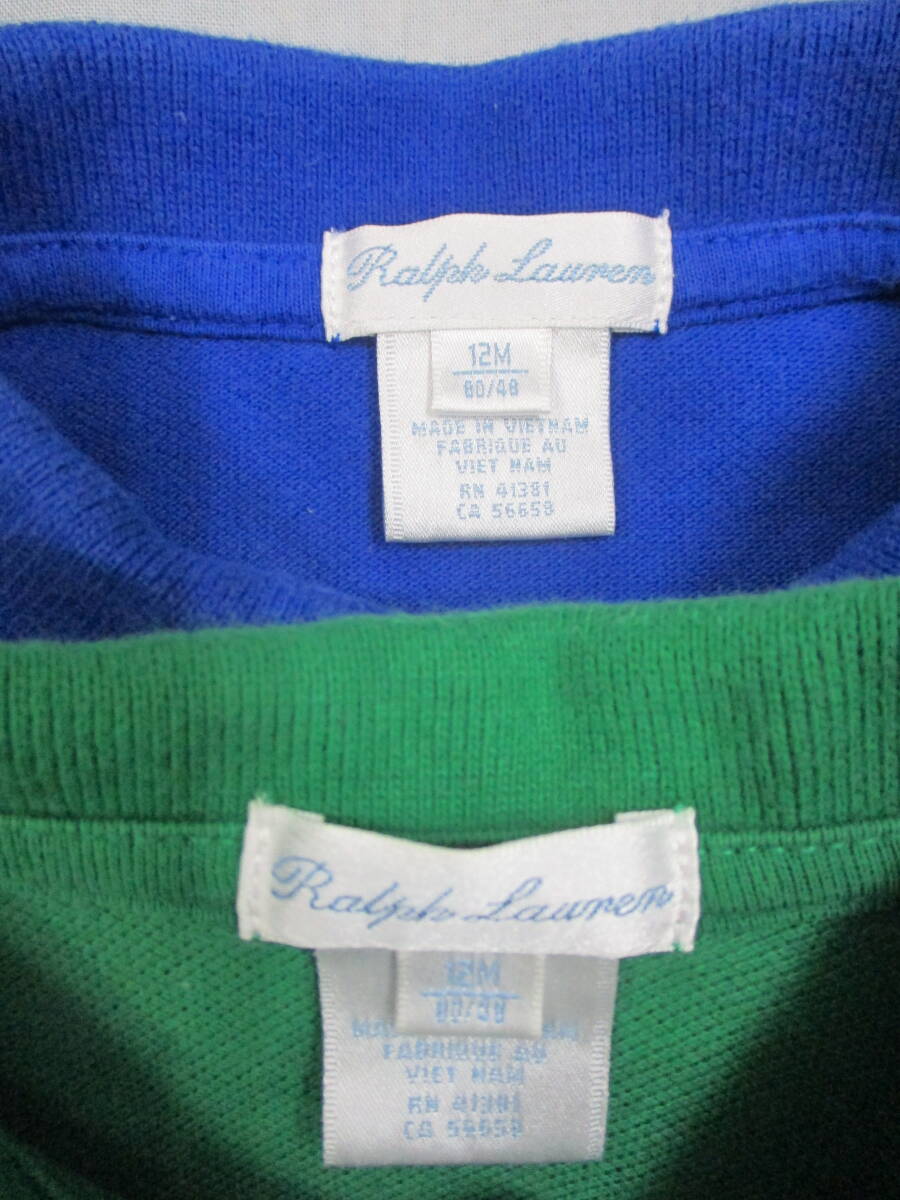 Ralph Lauren
12M
80/48
MADE IN VIETNAM
FABRIQUE AU
VIET NAM
RN 41381
CA 56658
Ralph Lauren
12M
FABRIQUE AU
VIET NAM
RN 41381
CA 56658